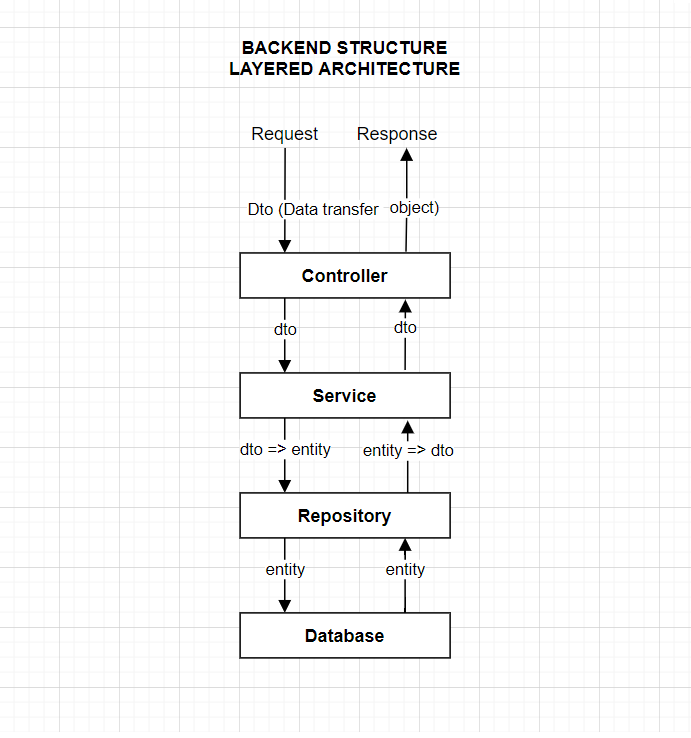 BACKEND STRUCTURE
LAYERED ARCHITECTURE
Request Response
Dto (Data transfer object)
Controller
dto dto
Service
dto => entity entity => dto
Repository
entity entity
Database